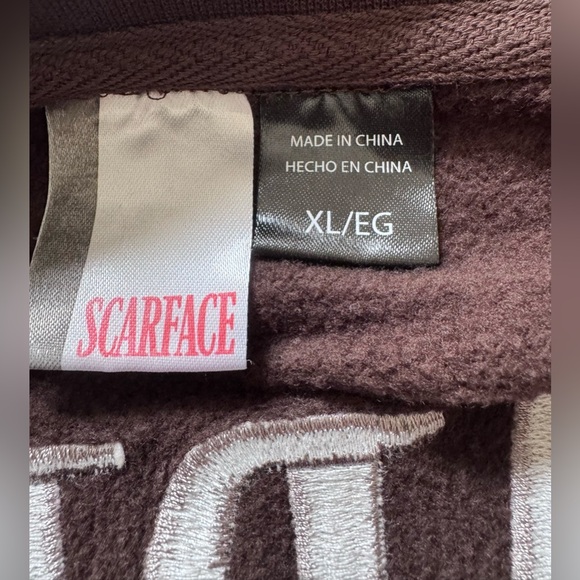 SCARFACE
MADE IN CHINA
HECHO EN CHINA
XL/EG